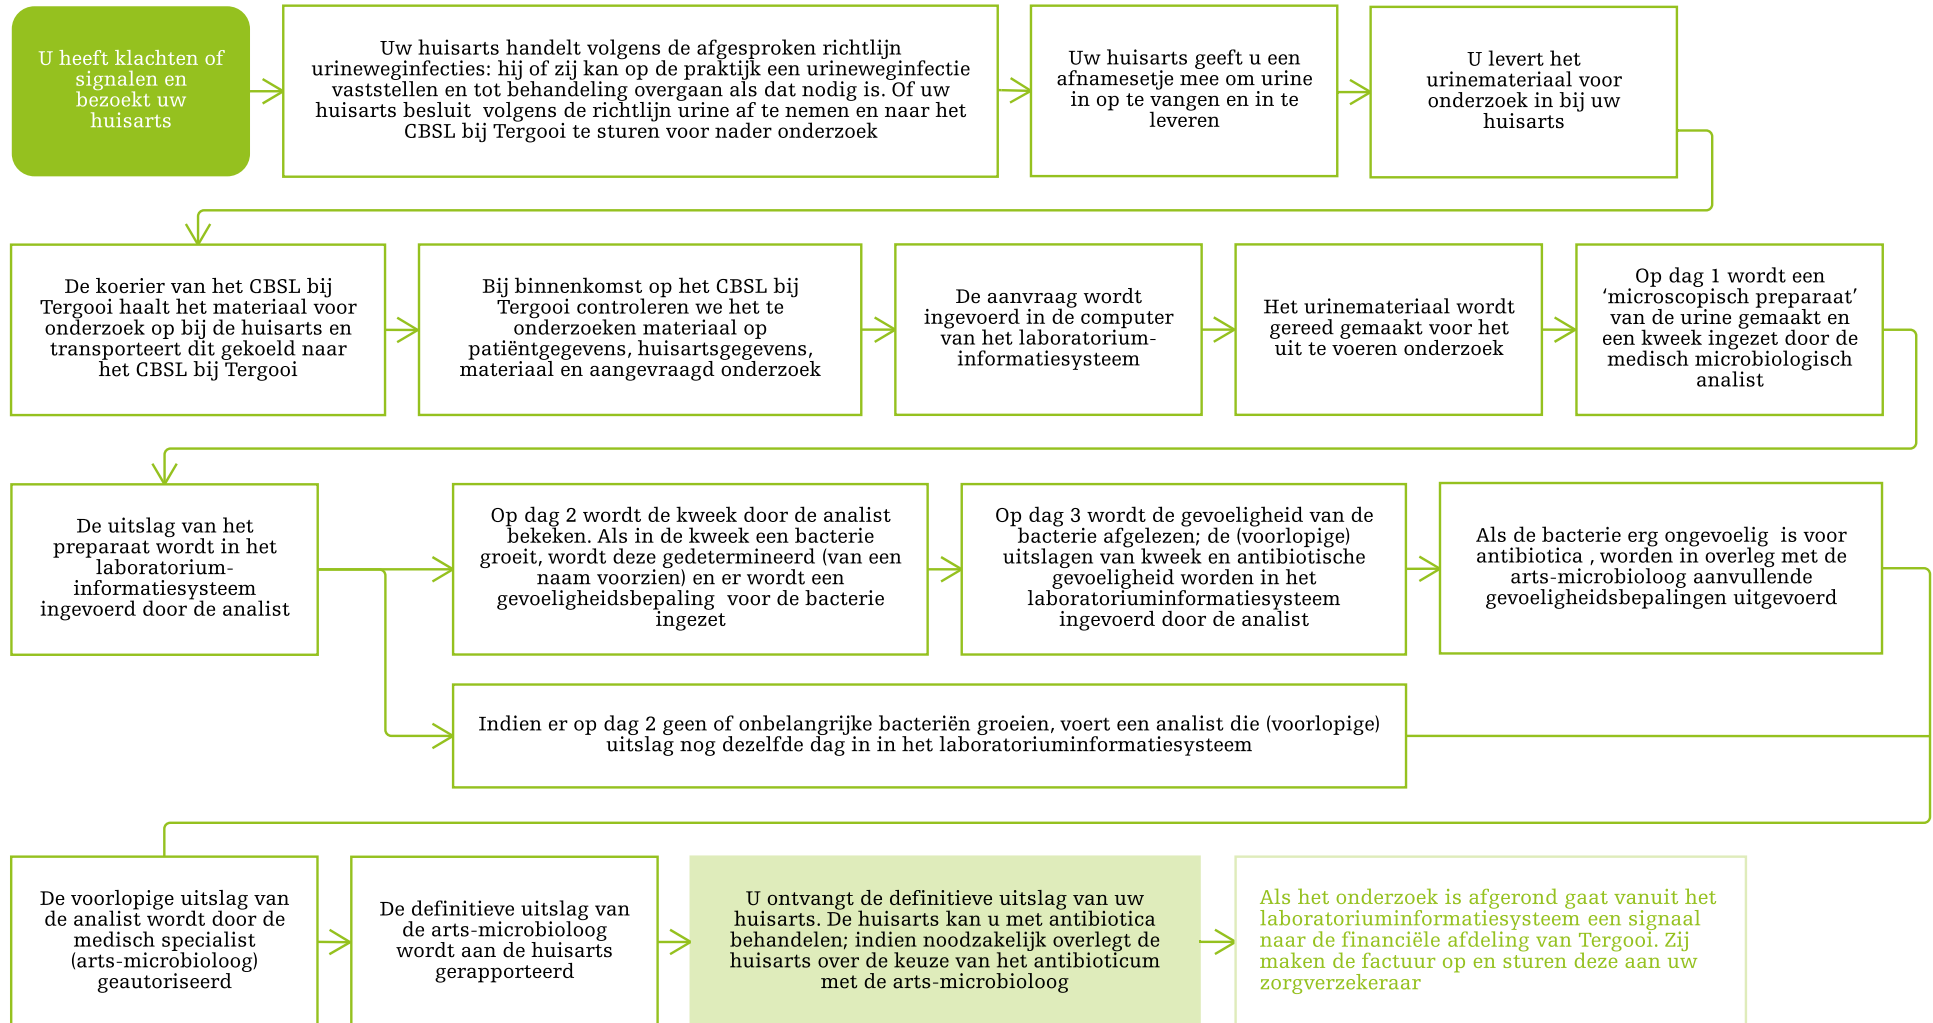 U heeft klachten of
signalen en
bezoekt uw
huisarts
Uw huisarts handelt volgens de afgesproken richtlijn
urineweginfecties: hij of zij kan op de praktijk een urineweginfectie
vaststellen en tot behandeling overgaan als dat nodig is. Of uw
huisarts besluit  volgens de richtlijn urine af te nemen en naar het
CBSL bij Tergooi te sturen voor nader onderzoek
Uw huisarts geeft u een
afnamesetje mee om urine
in op te vangen en in te
leveren
U levert het
urinemateriaal voor
onderzoek in bij uw
huisarts
De koerier van het CBSL bij
Tergooi haalt het materiaal voor
onderzoek op bij de huisarts en
transporteert dit gekoeld naar
het CBSL bij Tergooi
Bij binnenkomst op het CBSL bij
Tergooi controleren we het te
onderzoeken materiaal op
patiëntgegevens, huisartsgegevens,
materiaal en aangevraagd onderzoek
De aanvraag wordt
ingevoerd in de computer
van het laboratorium-
informatiesysteem
Het urinemateriaal wordt
gereed gemaakt voor het
uit te voeren onderzoek
Op dag 1 wordt een
‘microscopisch preparaat’
van de urine gemaakt en
een kweek ingezet door de
medisch microbiologisch
analist
De uitslag van het
preparaat wordt in het
laboratorium-
informatiesysteem
ingevoerd door de analist
Op dag 2 wordt de kweek door de analist
bekeken. Als in de kweek een bacterie
groeit, wordt deze gedetermineerd (van een
naam voorzien) en er wordt een
gevoeligheidsbepaling  voor de bacterie
ingezet
Op dag 3 wordt de gevoeligheid van de
bacterie afgelezen; de (voorlopige)
uitslagen van kweek en antibiotische
gevoeligheid worden in het
laboratoriuminformatiesysteem
ingevoerd door de analist
Als de bacterie erg ongevoelig  is voor
antibiotica , worden in overleg met de
arts-microbioloog aanvullende
gevoeligheidsbepalingen uitgevoerd
Indien er op dag 2 geen of onbelangrijke bacteriën groeien, voert een analist die (voorlopige)
uitslag nog dezelfde dag in in het laboratoriuminformatiesysteem
De voorlopige uitslag van
de analist wordt door de
medisch specialist
(arts-microbioloog)
geautoriseerd
De definitieve uitslag van
de arts-microbioloog
wordt aan de huisarts
gerapporteerd
U ontvangt de definitieve uitslag van uw
huisarts. De huisarts kan u met antibiotica
behandelen; indien noodzakelijk overlegt de
huisarts over de keuze van het antibioticum
met de arts-microbioloog
Als het onderzoek is afgerond gaat vanuit het
laboratoriuminformatiesysteem een signaal
naar de financiële afdeling van Tergooi. Zij
maken de factuur op en sturen deze aan uw
zorgverzekeraar